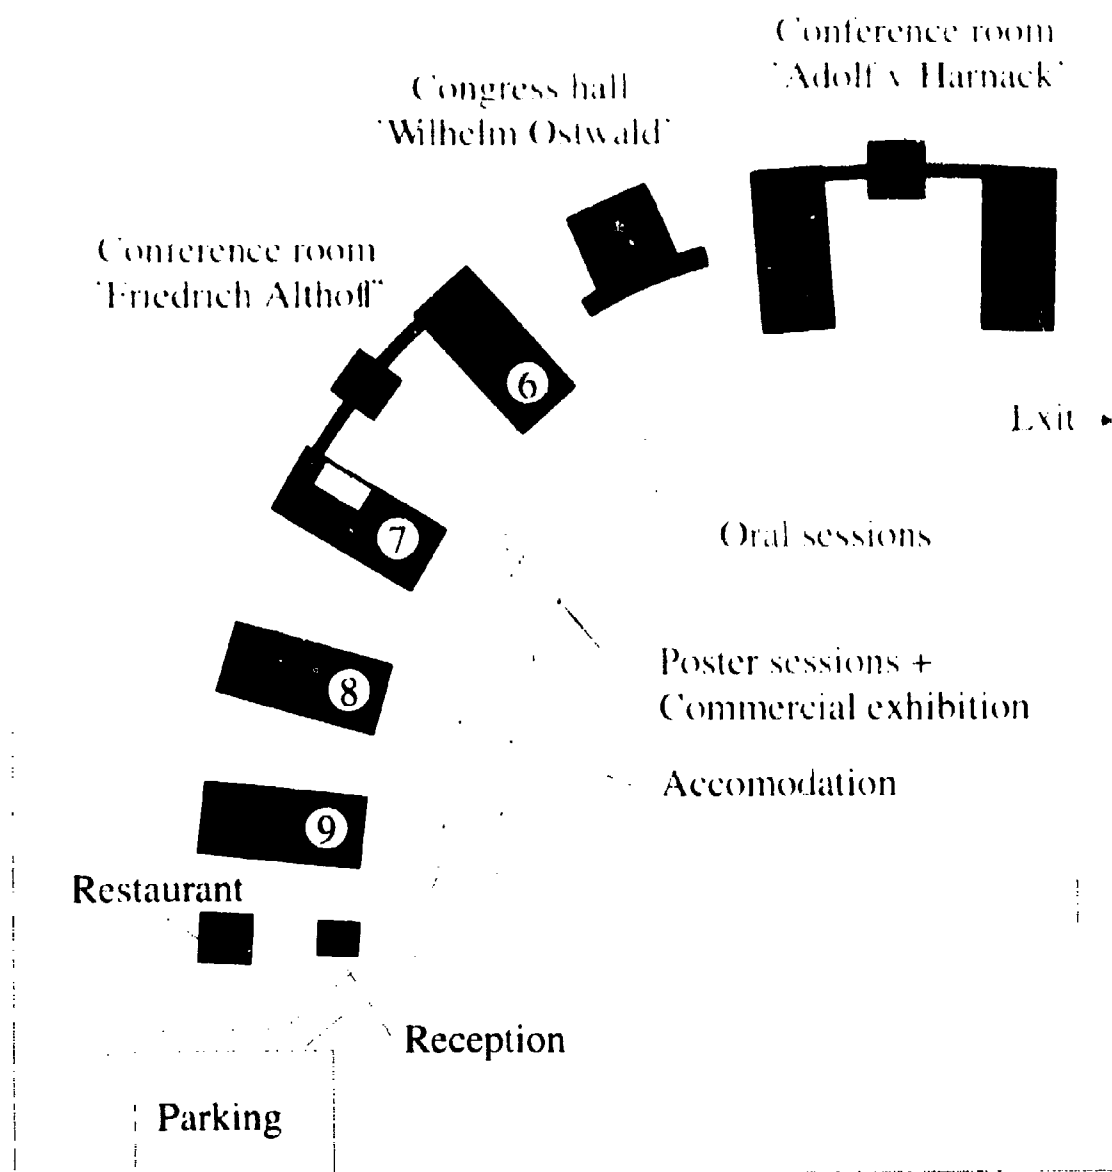 Conference room
'Adolf v Harnack'
Congress hall
'Wilhelm Ostwald'
Conference room
"Friedrich Althoff"
6
Exit
7
Oral sessions
8
Poster sessions +
Commercial exhibition
Accomodation
9
Restaurant
Reception
Parking